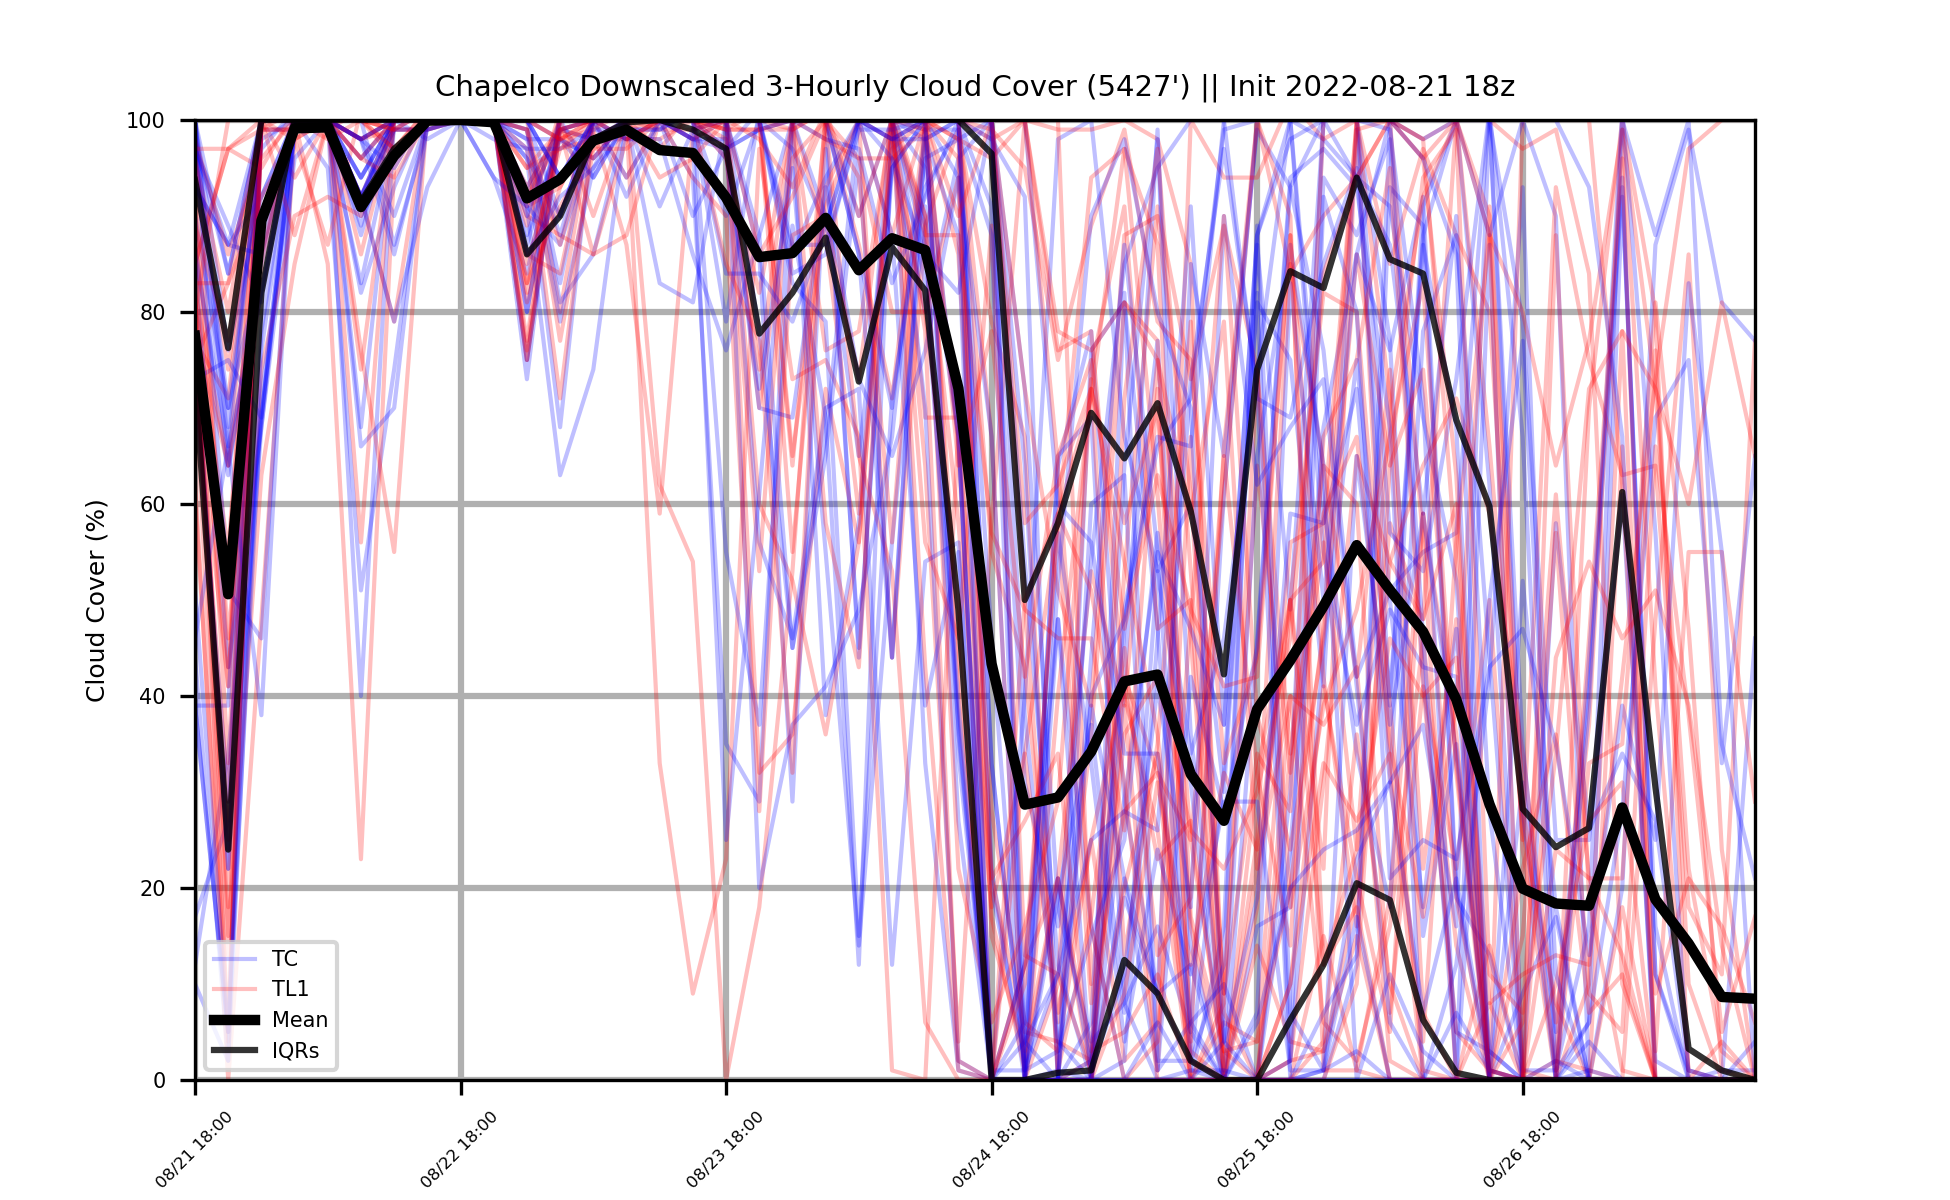 Chapelco Downscaled 3-Hourly Cloud Cover (5427') || Init 2022-08-21 18z
Cloud Cover (%)
100
80
60
40
20
0
TC
TL1
Mean
IQRs
08/21 18:00
08/22 18:00
08/23 18:00
08/24 18:00
08/25 18:00
08/26 18:00